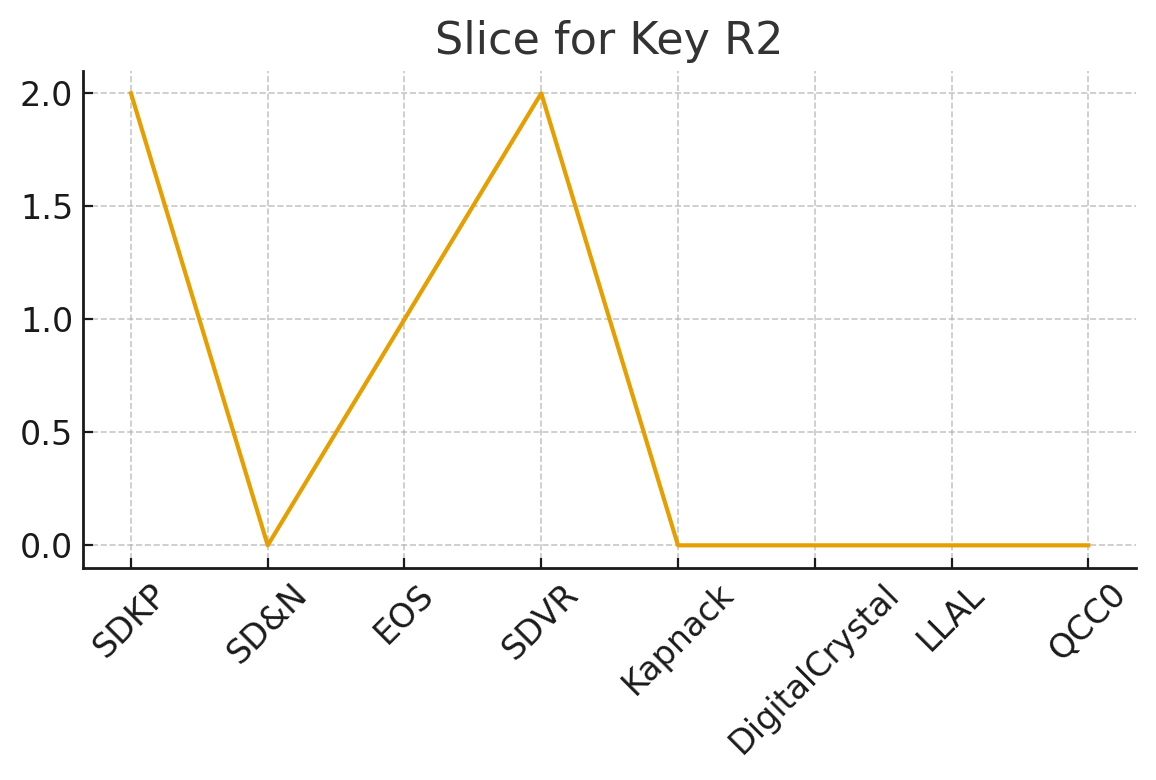 Slice for Key R2
2.0
1.5
1.0
0.5
0.0
SDKP
SD&N
EOS
SDVR
Kapnack
DigitalCrystal
LLAL
QCC0